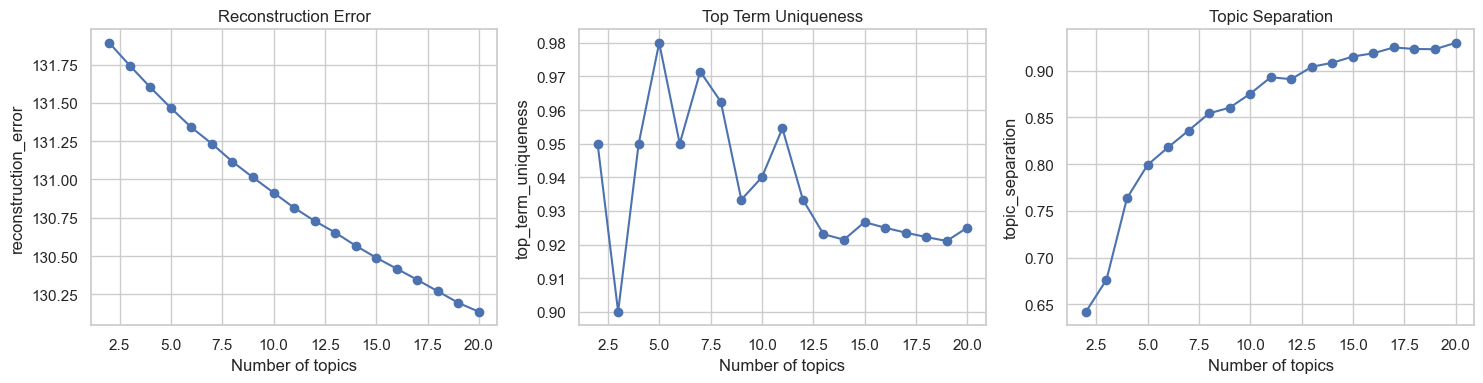 Reconstruction Error
reconstruction_error
131.75
131.50
131.25
131.00
130.75
130.50
130.25
2.5 5.0 7.5 10.0 12.5 15.0 17.5 20.0
Number of topics
Top Term Uniqueness
top_term_uniqueness
0.98
0.97
0.96
0.95
0.94
0.93
0.92
0.91
0.90
2.5 5.0 7.5 10.0 12.5 15.0 17.5 20.0
Number of topics
Topic Separation
topic_separation
0.90
0.85
0.80
0.75
0.70
0.65
2.5 5.0 7.5 10.0 12.5 15.0 17.5 20.0
Number of topics